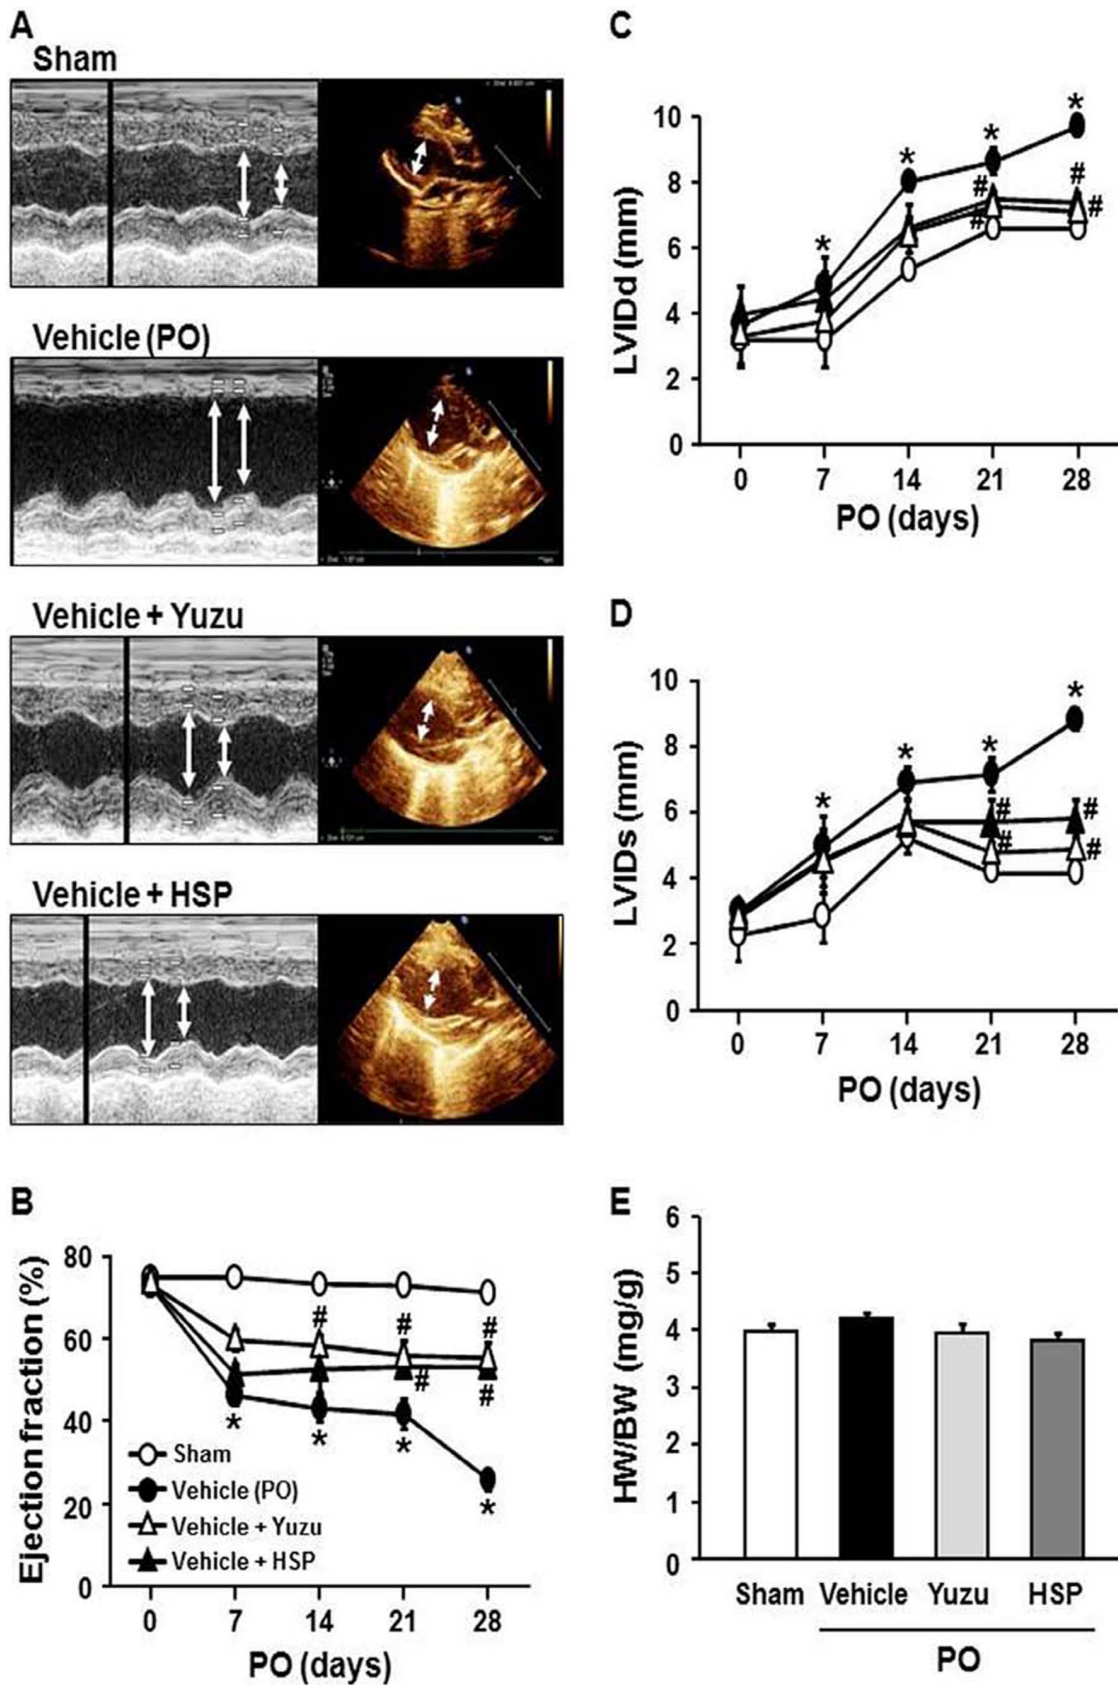 A
Sham
Vehicle (PO)
Vehicle + Yuzu
Vehicle + HSP
B
Ejection fraction (%)
80
60
40
20
0
# # #
# #
* * * *
Sham
Vehicle (PO)
Vehicle + Yuzu
Vehicle + HSP
0 7 14 21 28
PO (days)
C
LVIDd (mm)
10
8
6
4
2
0
* * * *
# #
# #
0 7 14 21 28
PO (days)
D
LVIDs (mm)
10
8
6
4
2
0
* * * *
# #
# #
0 7 14 21 28
PO (days)
E
HW/BW (mg/g)
6
5
4
3
2
1
0
Sham Vehicle Yuzu HSP
PO